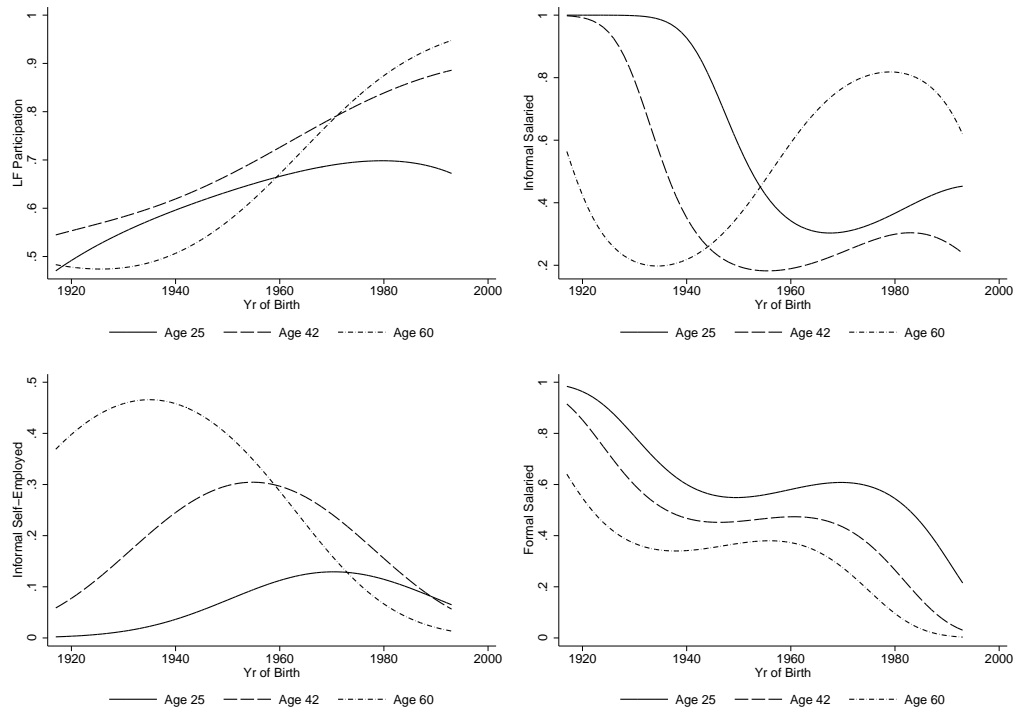 LF Participation
.5 .6 .7 .8 .9 1
1920 1940 1960 1980 2000
Yr of Birth
Age 25 Age 42 Age 60
Informal Salaried
.2 .4 .6 .8 1
1920 1940 1960 1980 2000
Yr of Birth
Age 25 Age 42 Age 60
Informal Self−Employed
0 .1 .2 .3 .4 .5
1920 1940 1960 1980 2000
Yr of Birth
Age 25 Age 42 Age 60
Formal Salaried
0 .2 .4 .6 .8 1
1920 1940 1960 1980 2000
Yr of Birth
Age 25 Age 42 Age 60